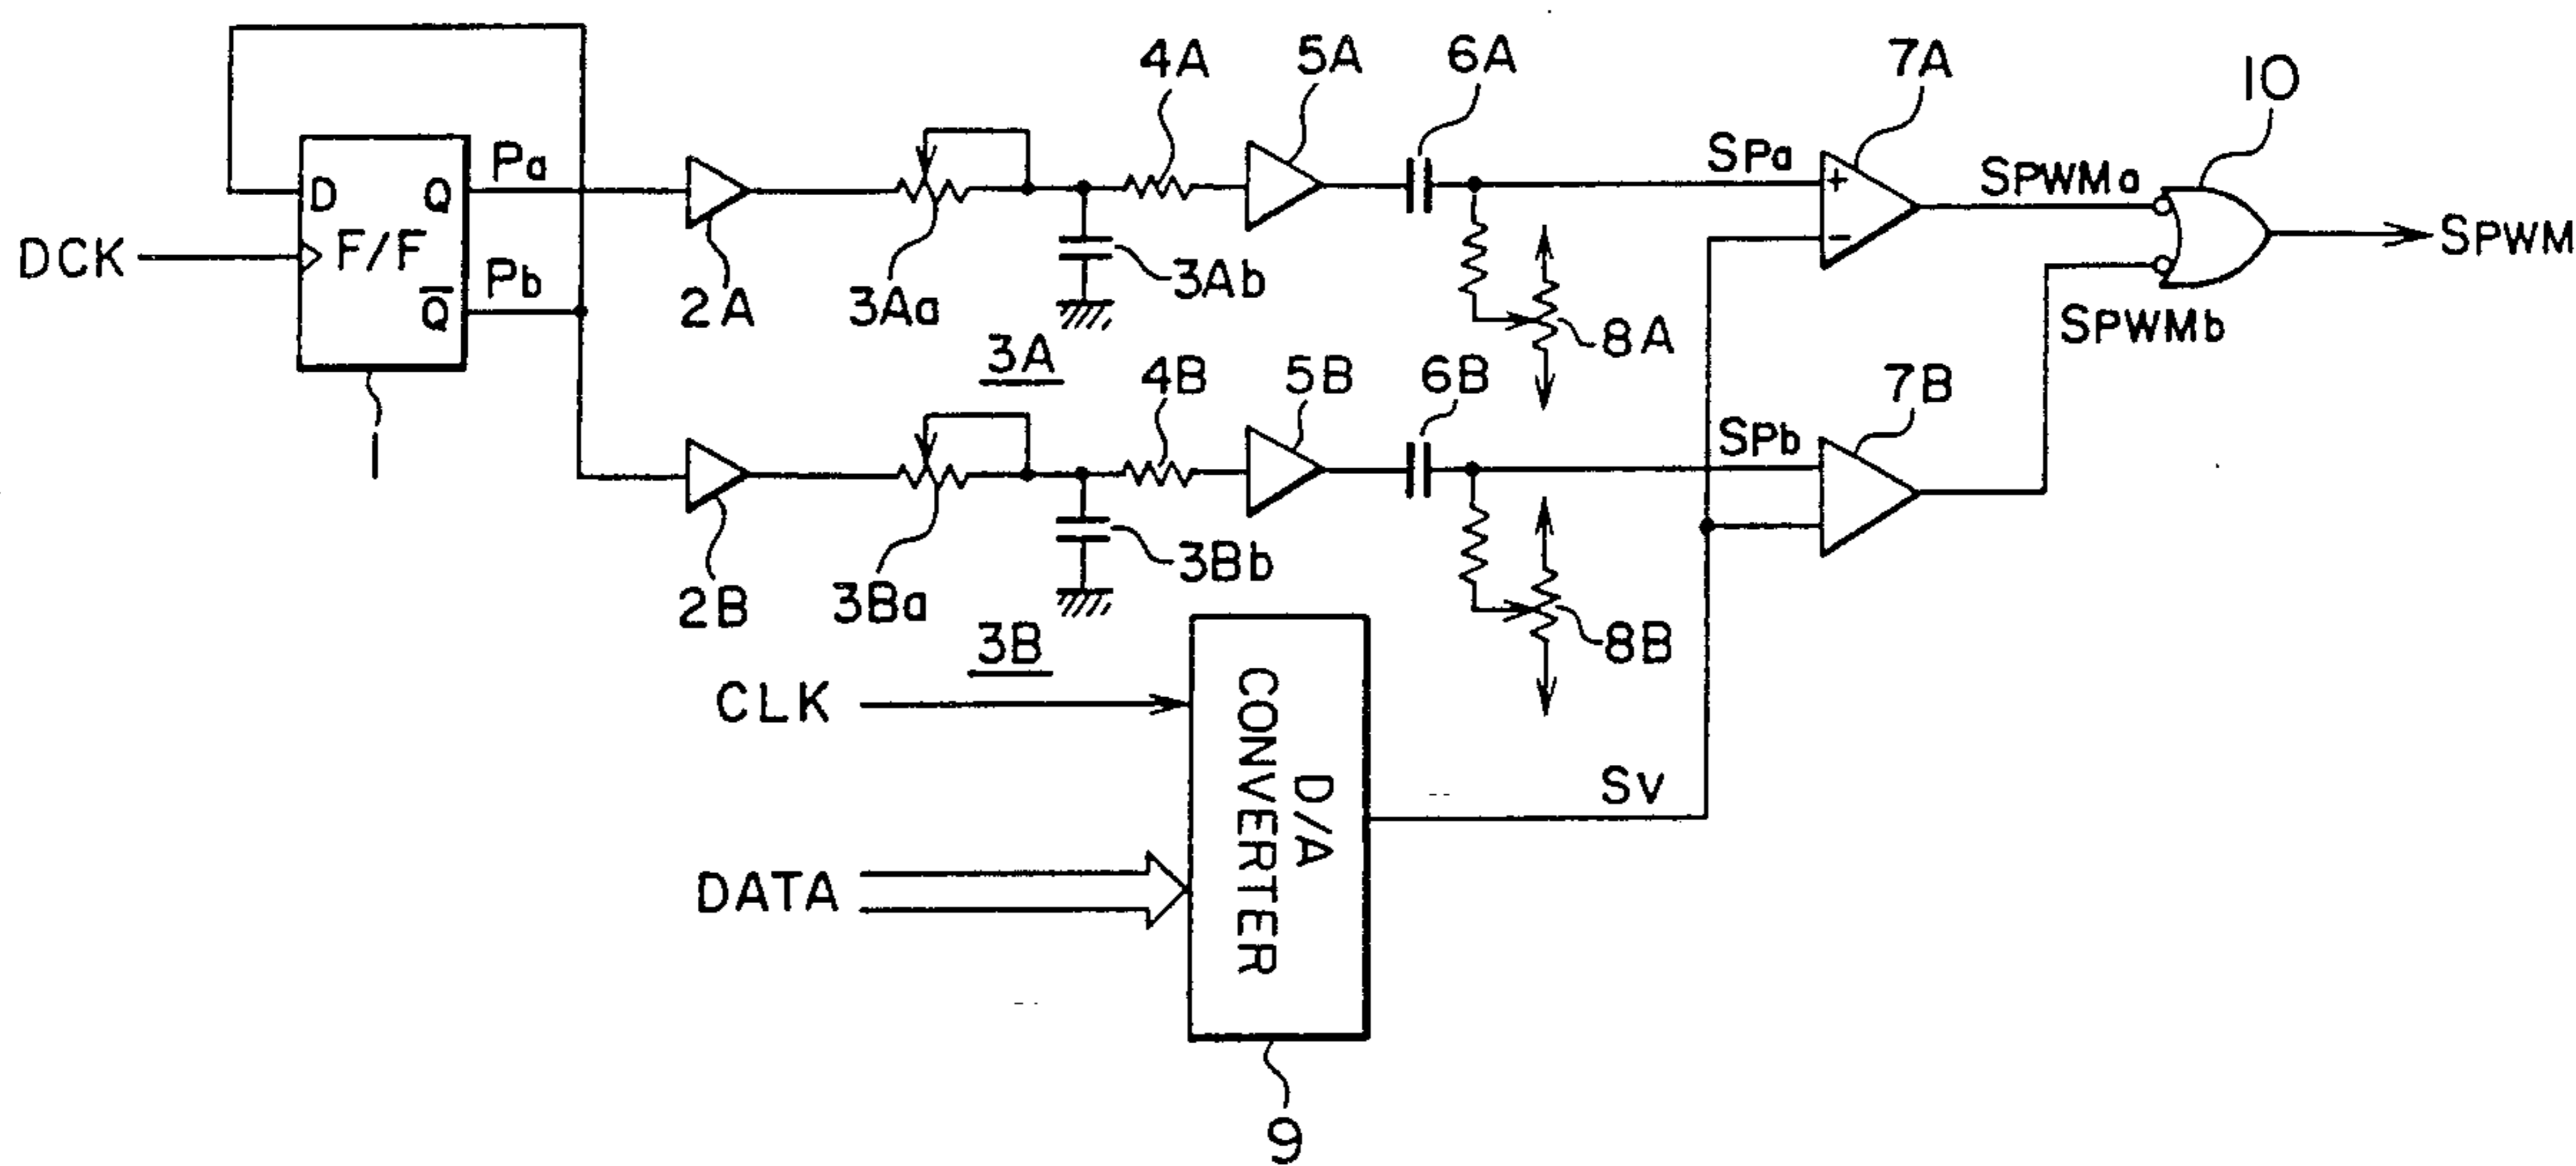 4A
5A
6A
7A
10
Pa
D
Q
F/F
DCK
Pb
Q̅
1
2A
3Aa
3Ab
3A
SPa
+
−
SPWMa
SPWM
SPWMb
8A
4B
5B
6B
7B
SPb
2B
3Ba
3Bb
3B
8B
CLK
DATA
D/A
CONVERTER
SV
9